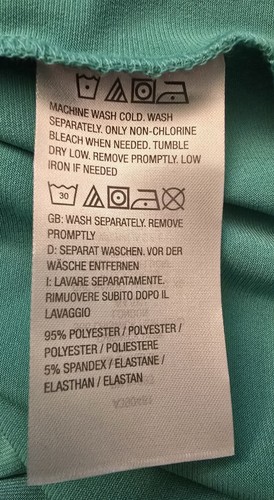 MACHINE WASH COLD. WASH
SEPARATELY. ONLY NON-CHLORINE
BLEACH WHEN NEEDED. TUMBLE
DRY LOW. REMOVE PROMPTLY. LOW
IRON IF NEEDED
30
GB: WASH SEPARATELY. REMOVE
PROMPTLY
D: SEPARAT WASCHEN. VOR DER
WÄSCHE ENTFERNEN
I: LAVARE SEPARATAMENTE.
RIMUOVERE SUBITO DOPO IL
LAVAGGIO
95% POLYESTER / POLYESTER /
POLYESTER / POLIESTERE
5% SPANDEX / ELASTANE /
ELASTHAN / ELASTAN